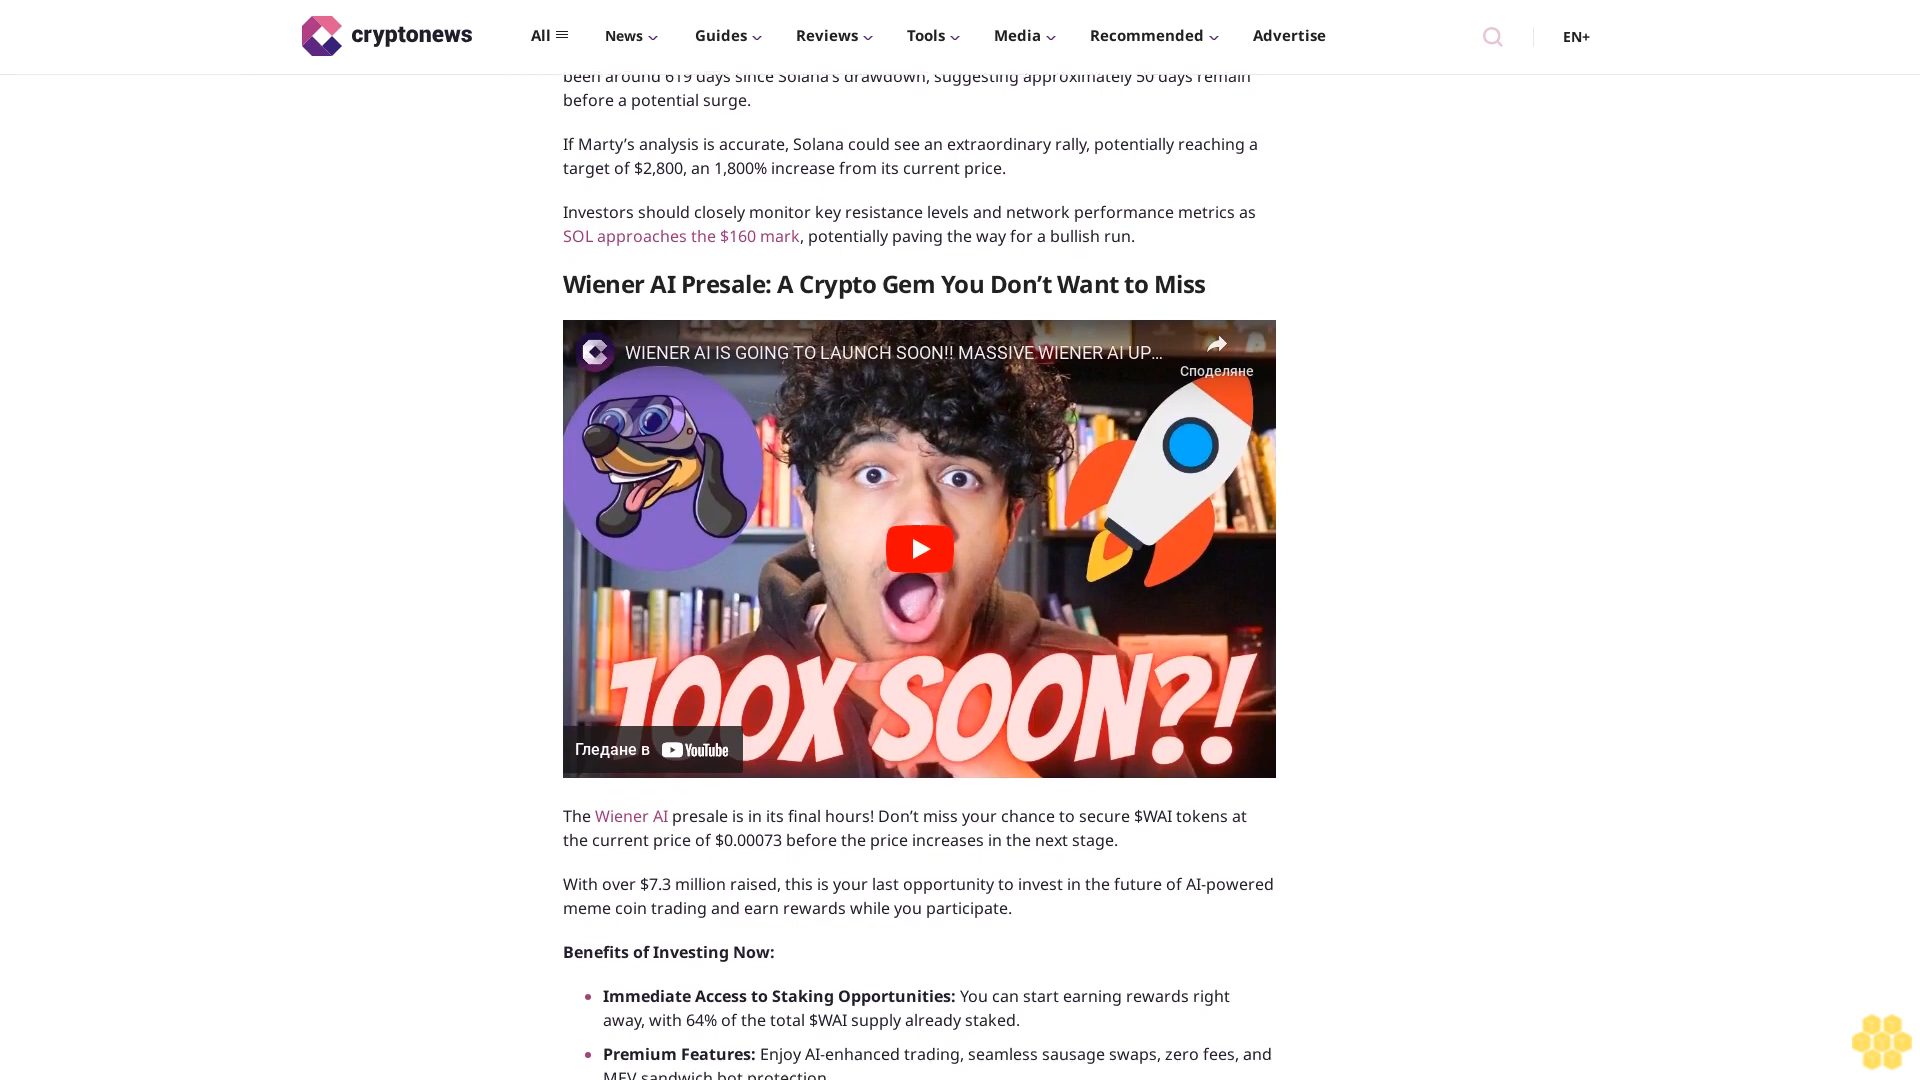 cryptonews
All
News
Guides
Reviews
Tools
Media
Recommended
Advertise
EN+
been around 619 days since Solana’s drawdown, suggesting approximately 50 days remain
before a potential surge.
If Marty’s analysis is accurate, Solana could see an extraordinary rally, potentially reaching a
target of $2,800, an 1,800% increase from its current price.
Investors should closely monitor key resistance levels and network performance metrics as
SOL approaches the $160 mark, potentially paving the way for a bullish run.
Wiener AI Presale: A Crypto Gem You Don’t Want to Miss
WIENER AI IS GOING TO LAUNCH SOON!! MASSIVE WIENER AI UP...
Споделяне
100X SOON?!
Гледане в YouTube
The Wiener AI presale is in its final hours! Don’t miss your chance to secure $WAI tokens at
the current price of $0.00073 before the price increases in the next stage.
With over $7.3 million raised, this is your last opportunity to invest in the future of AI-powered
meme coin trading and earn rewards while you participate.
Benefits of Investing Now:
Immediate Access to Staking Opportunities: You can start earning rewards right
away, with 64% of the total $WAI supply already staked.
Premium Features: Enjoy AI-enhanced trading, seamless sausage swaps, zero fees, and
MEV sandwich bot protection.